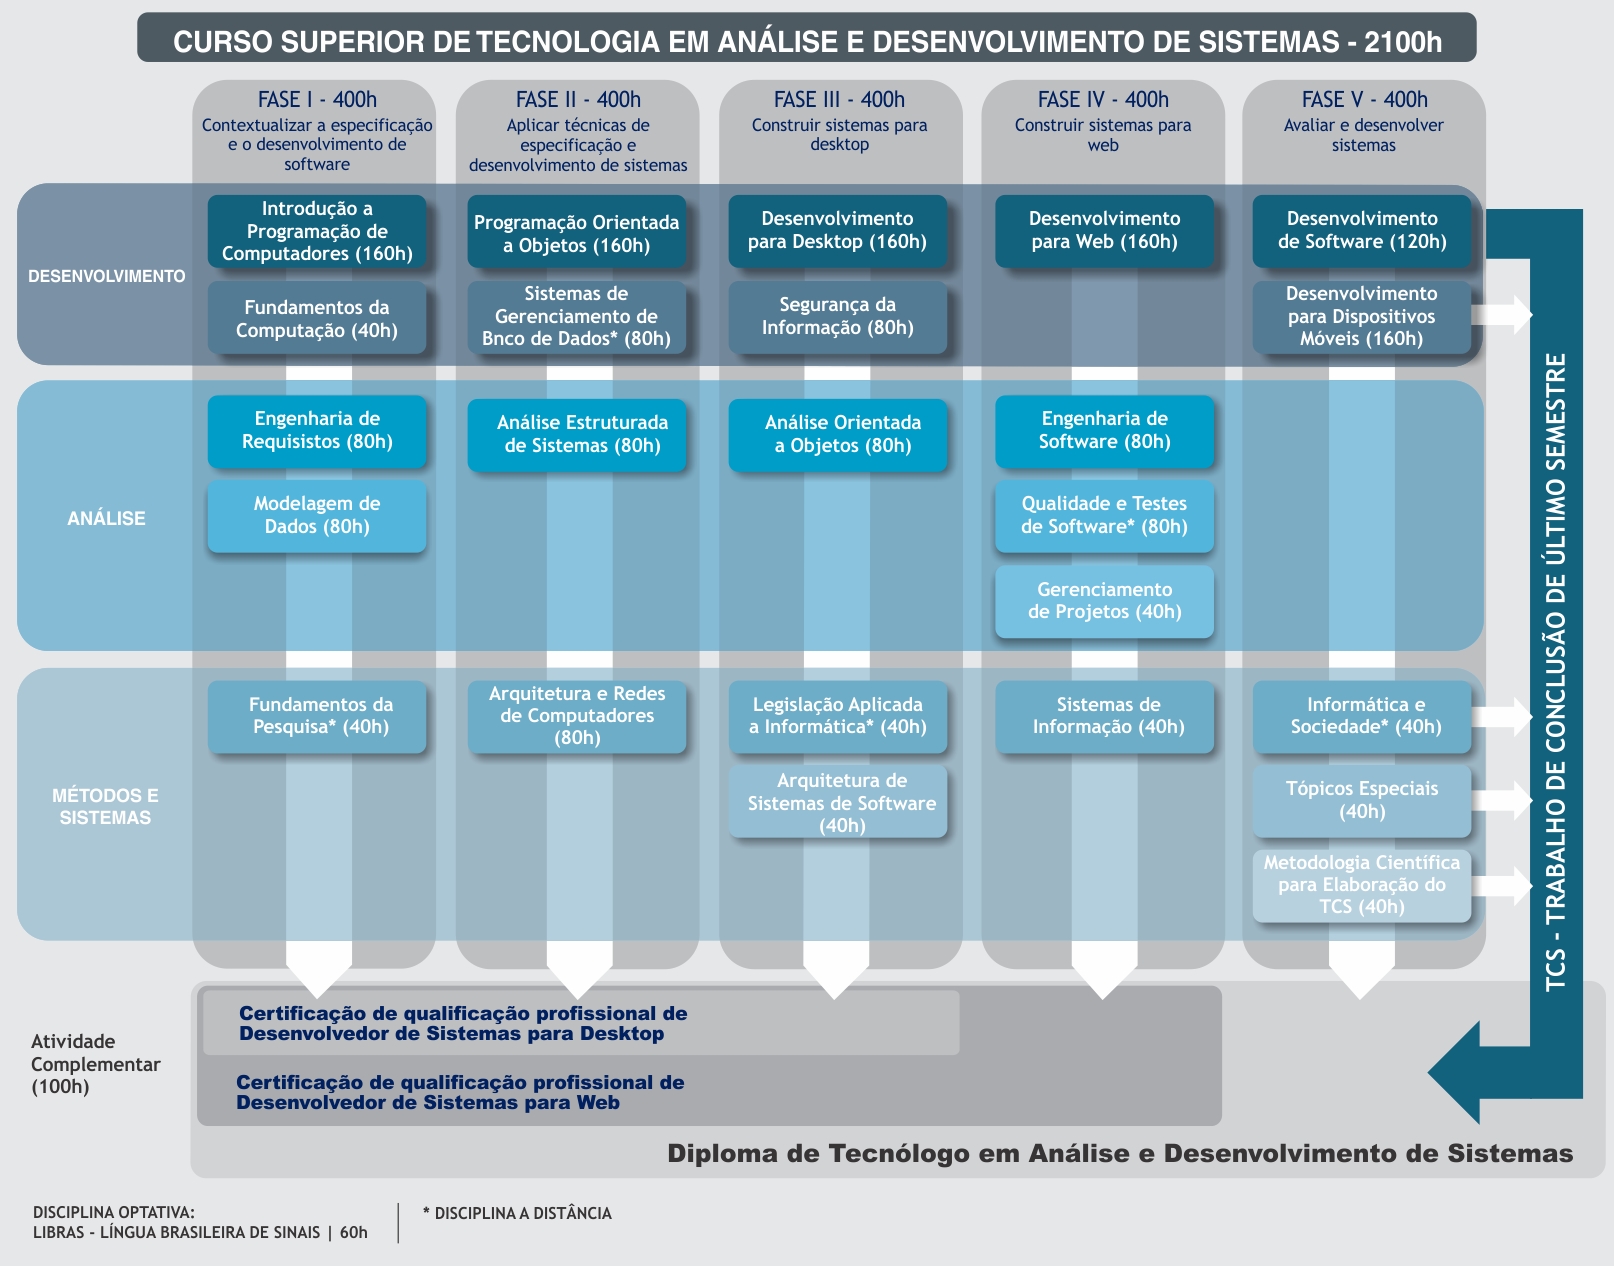 CURSO SUPERIOR DE TECNOLOGIA EM ANÁLISE E DESENVOLVIMENTO DE SISTEMAS - 2100h
FASE I - 400h
Contextualizar a especificação
e o desenvolvimento de
software
FASE II - 400h
Aplicar técnicas de
especificação e
desenvolvimento de sistemas
FASE III - 400h
Construir sistemas para
desktop
FASE IV - 400h
Construir sistemas para
web
FASE V - 400h
Avaliar e desenvolver
sistemas
DESENVOLVIMENTO
Introdução a
Programação de
Computadores (160h)
Programação Orientada
a Objetos (160h)
Desenvolvimento
para Desktop (160h)
Desenvolvimento
para Web (160h)
Desenvolvimento
de Software (120h)
Fundamentos da
Computação (40h)
Sistemas de
Gerenciamento de
Bnco de Dados* (80h)
Segurança da
Informação (80h)
Desenvolvimento
para Dispositivos
Móveis (160h)
ANÁLISE
Engenharia de
Requisistos (80h)
Análise Estruturada
de Sistemas (80h)
Análise Orientada
a Objetos (80h)
Engenharia de
Software (80h)
Modelagem de
Dados (80h)
Qualidade e Testes
de Software* (80h)
Gerenciamento
de Projetos (40h)
MÉTODOS E
SISTEMAS
Fundamentos da
Pesquisa* (40h)
Arquitetura e Redes
de Computadores
(80h)
Legislação Aplicada
a Informática* (40h)
Sistemas de
Informação (40h)
Informática e
Sociedade* (40h)
Arquitetura de
Sistemas de Software
(40h)
Tópicos Especiais
(40h)
Metodologia Científica
para Elaboração do
TCS (40h)
TCS - TRABALHO DE CONCLUSÃO DE ÚLTIMO SEMESTRE
Atividade
Complementar
(100h)
Certificação de qualificação profissional de
Desenvolvedor de Sistemas para Desktop
Certificação de qualificação profissional de
Desenvolvedor de Sistemas para Web
Diploma de Tecnólogo em Análise e Desenvolvimento de Sistemas
DISCIPLINA OPTATIVA:
LIBRAS - LÍNGUA BRASILEIRA DE SINAIS | 60h
* DISCIPLINA A DISTÂNCIA